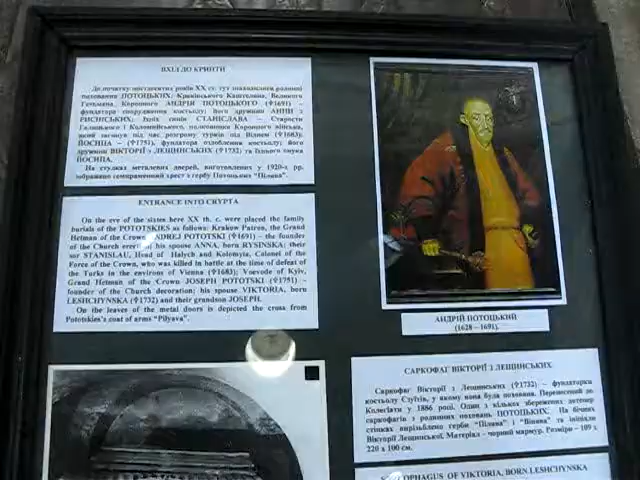 ВХІД ДО КРИПТИ
До початку шістдесятих років ХХ ст. тут знаходилися родинні
поховання ПОТОЦЬКИХ: Краківського Каштеляна, Великого
Гетьмана, Коронного АНДРІЯ ПОТОЦЬКОГО (✞1691) –
фундатора спорудження костьолу; його дружини АННИ з
РИСІНСЬКИХ; їхніх синів СТАНІСЛАВА – Старости
Галицького і Коломийського, полковника Коронного війська,
який загинув під час розгрому турків під Віднем (✞1683);
ЙОСИПА – (✞1751), фундатора оздоблення костьолу; його
дружини ВІКТОРІЇ з ЛЕЩИНСЬКИХ (✞1732) та їхнього внука
ЙОСИПА.
На стулках металевих дверей, виготовлених у 1920-х рр.
зображено семираменний хрест з гербу Потоцьких "Пілява".
ENTRANCE INTO CRYPTA
On the eve of the sixties here XX th. c. were placed the family
burials of the POTOTSKIES as follows: Krakow Patron, the Grand
Hetman of the Crown ANDREJ POTOTSKI (✞1691) – the founder
of the Church erect his spouse ANNA, born RYSINSKA; their
sor STANISLAU, Head of Halych and Kolomyia, Colonel of the
Force of the Crown, who was killed in battle at the time of defeat of
the Turks in the environs of Vienna (✞1683); Voevode of Kyiv,
Grand Hetman of the Crown JOSEPH POTOTSKI (✞1751) –
founder of the Church decoration; his spouse VIKTORIA, born
LESHCHYNSKA (✞1732) and their grandson JOSEPH.
On the leaves of the metal doors is depicted the cross from
Pototskies's coat of arms "Pilyava".
АНДРІЙ ПОТОЦЬКИЙ
(1628 – 1691).
САРКОФАГ ВІКТОРІЇ З ЛЕЩИНСЬКИХ
Саркофаг Вікторії з Лещинських (✞1732) – фундаторки
костьолу Єзуїтів, у якому вона була похована. Перенесений до
Колегіати у 1886 році. Один з кількох збережених дотепер
саркофагів з родинних поховань ПОТОЦЬКИХ. На бічних
стінках вирізьблено герби "Пілява" і "Вінява" та ініціали
Вікторії Лещинської. Матеріал – чорний мармур. Розміри – 109 х
220 х 100 см.
SARCOPHAGUS OF VIKTORIA, BORN LESHCHYNSKA